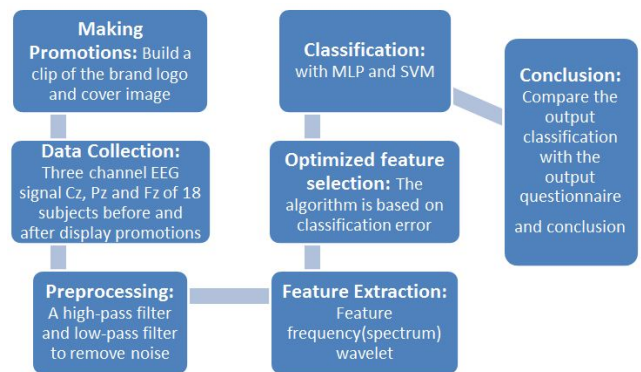 Making
Promotions: Build a
clip of the brand logo
and cover image
Data Collection:
Three channel EEG
signal Cz, Pz and Fz of 18
subjects before and
after display promotions
Preprocessing:
A high-pass filter
and low-pass filter
to remove noise
Feature Extraction:
Feature
frequency(spectrum)
wavelet
Optimized feature
selection: The
algorithm is based on
classification error
Classification:
with MLP and SVM
Conclusion:
Compare the
output
classification
with the
output
questionnaire
and conclusion